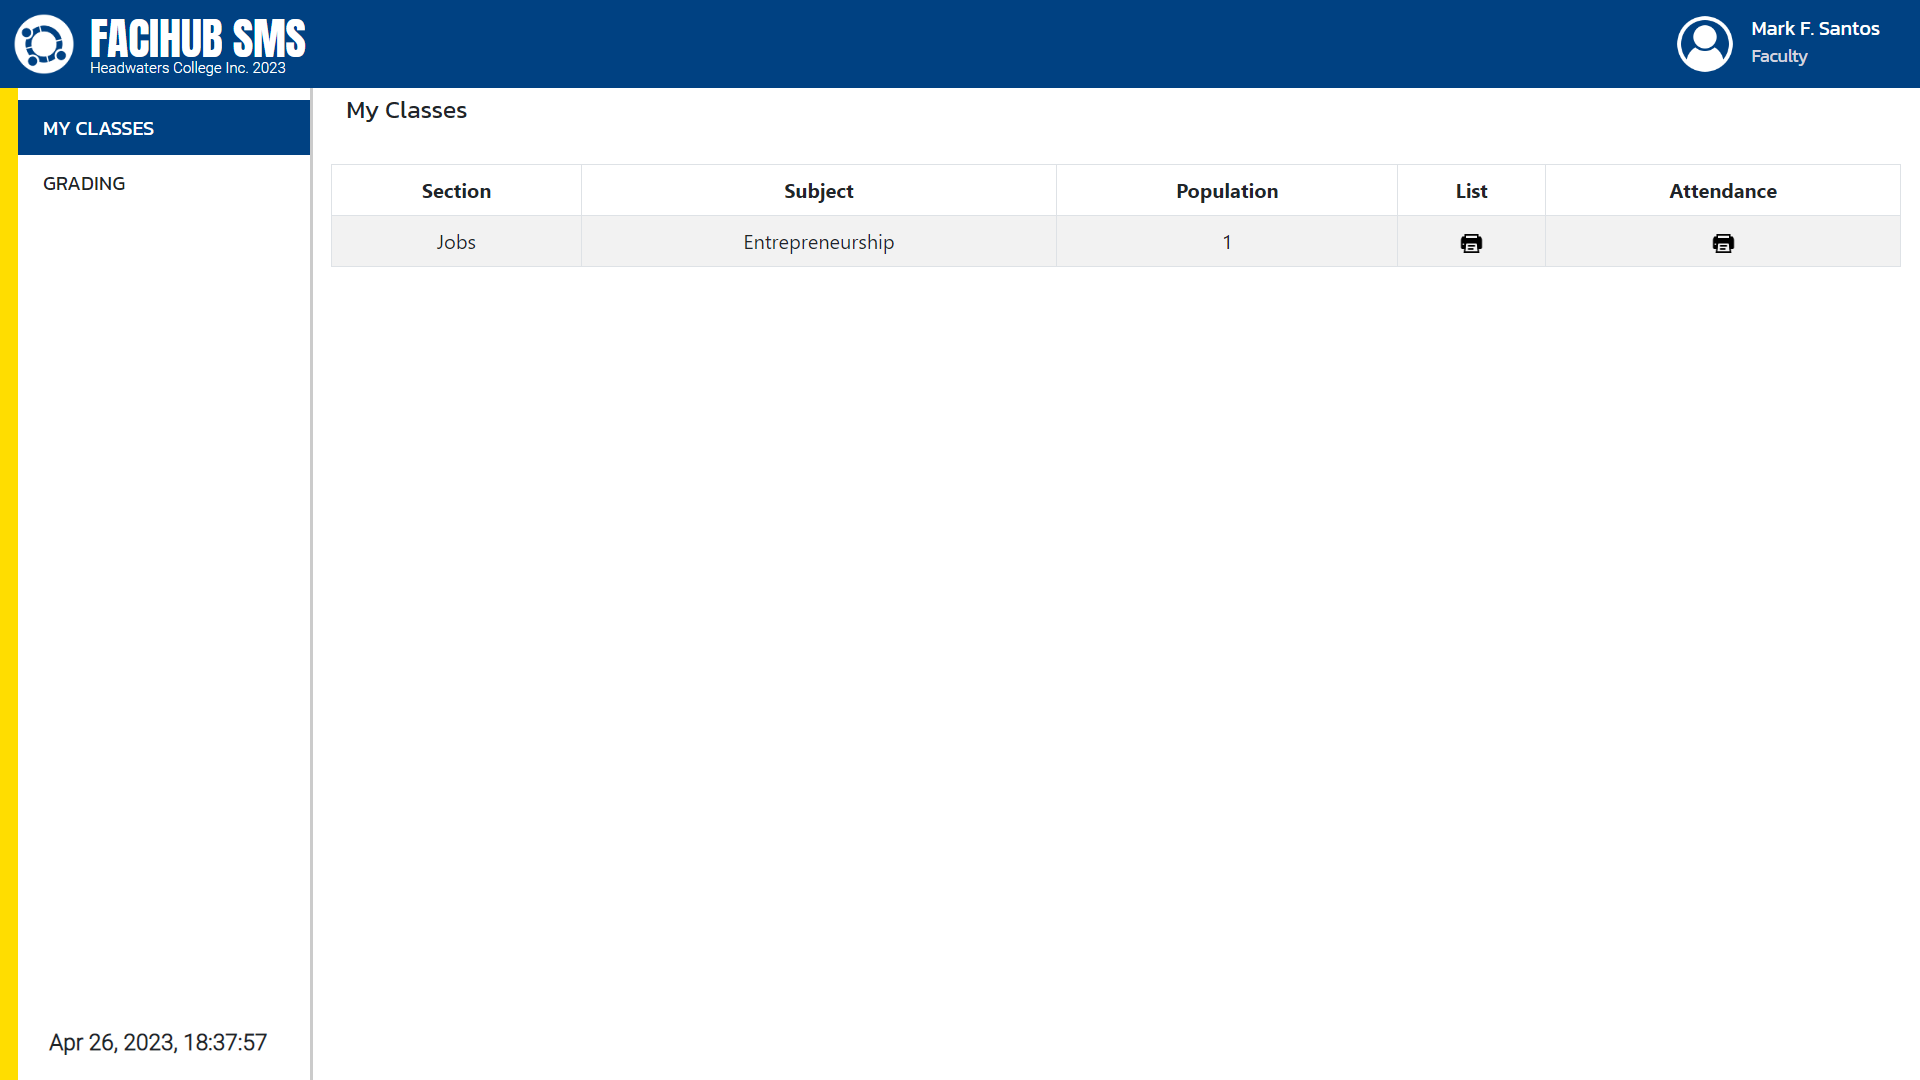 FACIHUB SMS
Headwaters College Inc. 2023
Mark F. Santos
Faculty
MY CLASSES
GRADING
My Classes
Section Subject Population List Attendance
Jobs Entrepreneurship 1
Apr 26, 2023, 18:37:57